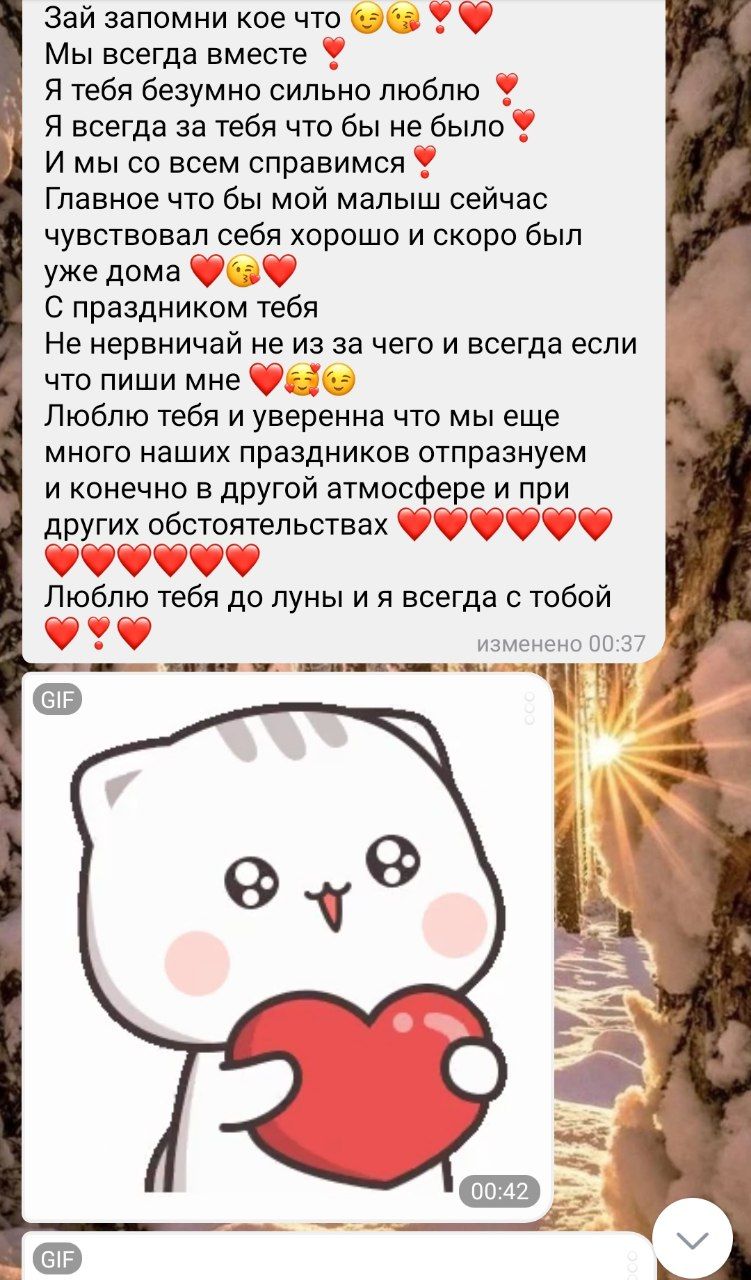 Зай запомни кое что 😉😘❣️❤️
Мы всегда вместе ❣️
Я тебя безумно сильно люблю ❣️
Я всегда за тебя что бы не было❣️
И мы со всем справимся❣️
Главное что бы мой малыш сейчас
чувствовал себя хорошо и скоро был
уже дома ❤️😘❤️
С праздником тебя
Не нервничай не из за чего и всегда если
что пиши мне ❤️🥰😉
Люблю тебя и уверенна что мы еще
много наших праздников отпразнуем
и конечно в другой атмосфере и при
других обстоятельствах ❤️❤️❤️❤️❤️❤️
❤️❤️❤️❤️❤️❤️
Люблю тебя до луны и я всегда с тобой
❤️❣️❤️
изменено 00:37
GIF
00:42
GIF